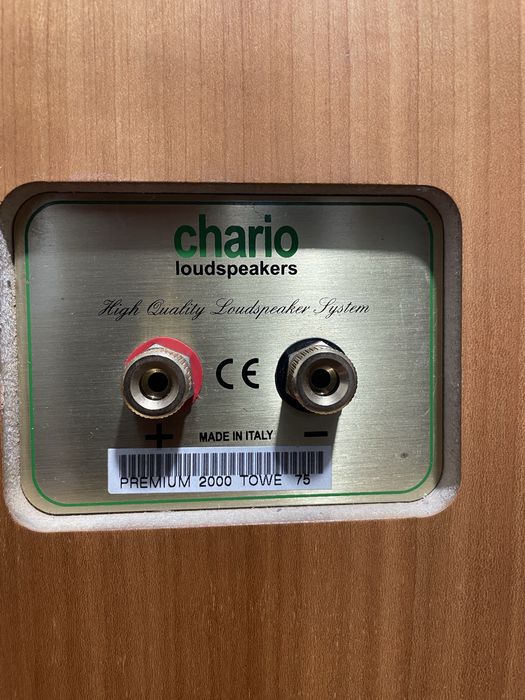 chario
loudspeakers
High Quality Loudspeaker System
CE
+ MADE IN ITALY −
PREMIUM 2000 TOWE 75